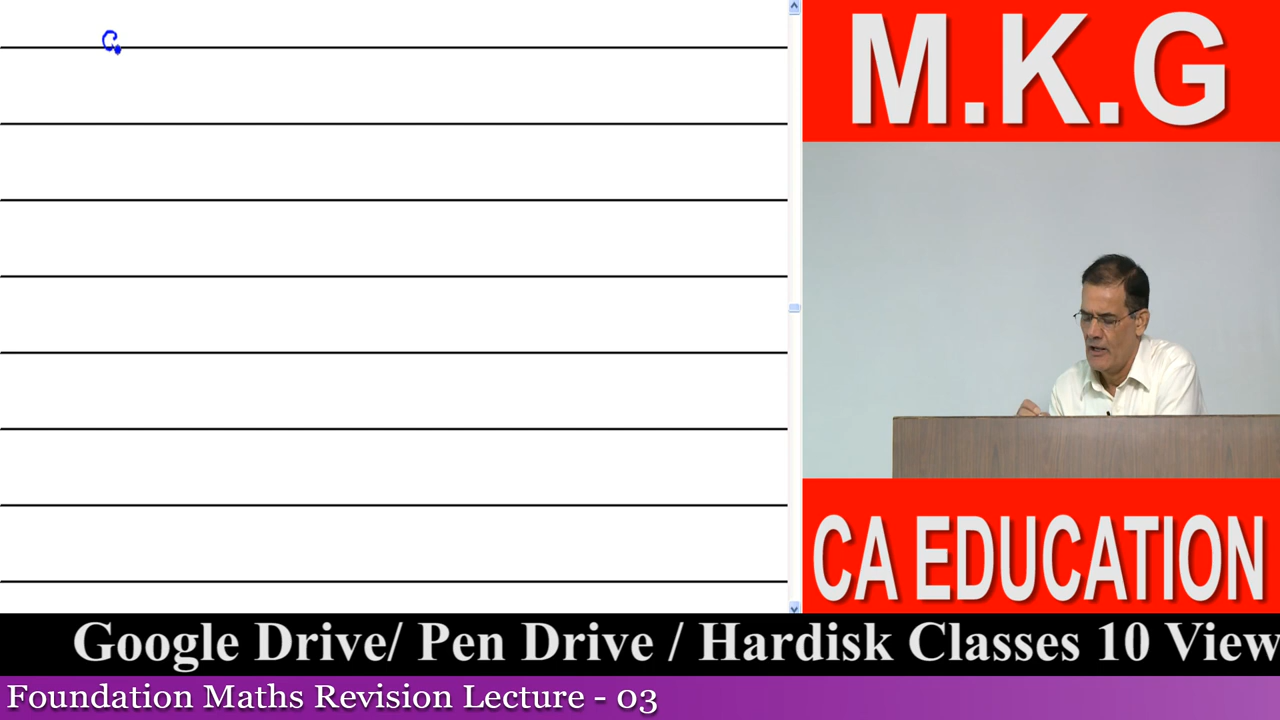 M.K.G
CA EDUCATION
Google Drive/ Pen Drive / Hardisk Classes 10 View
Foundation Maths Revision Lecture - 03